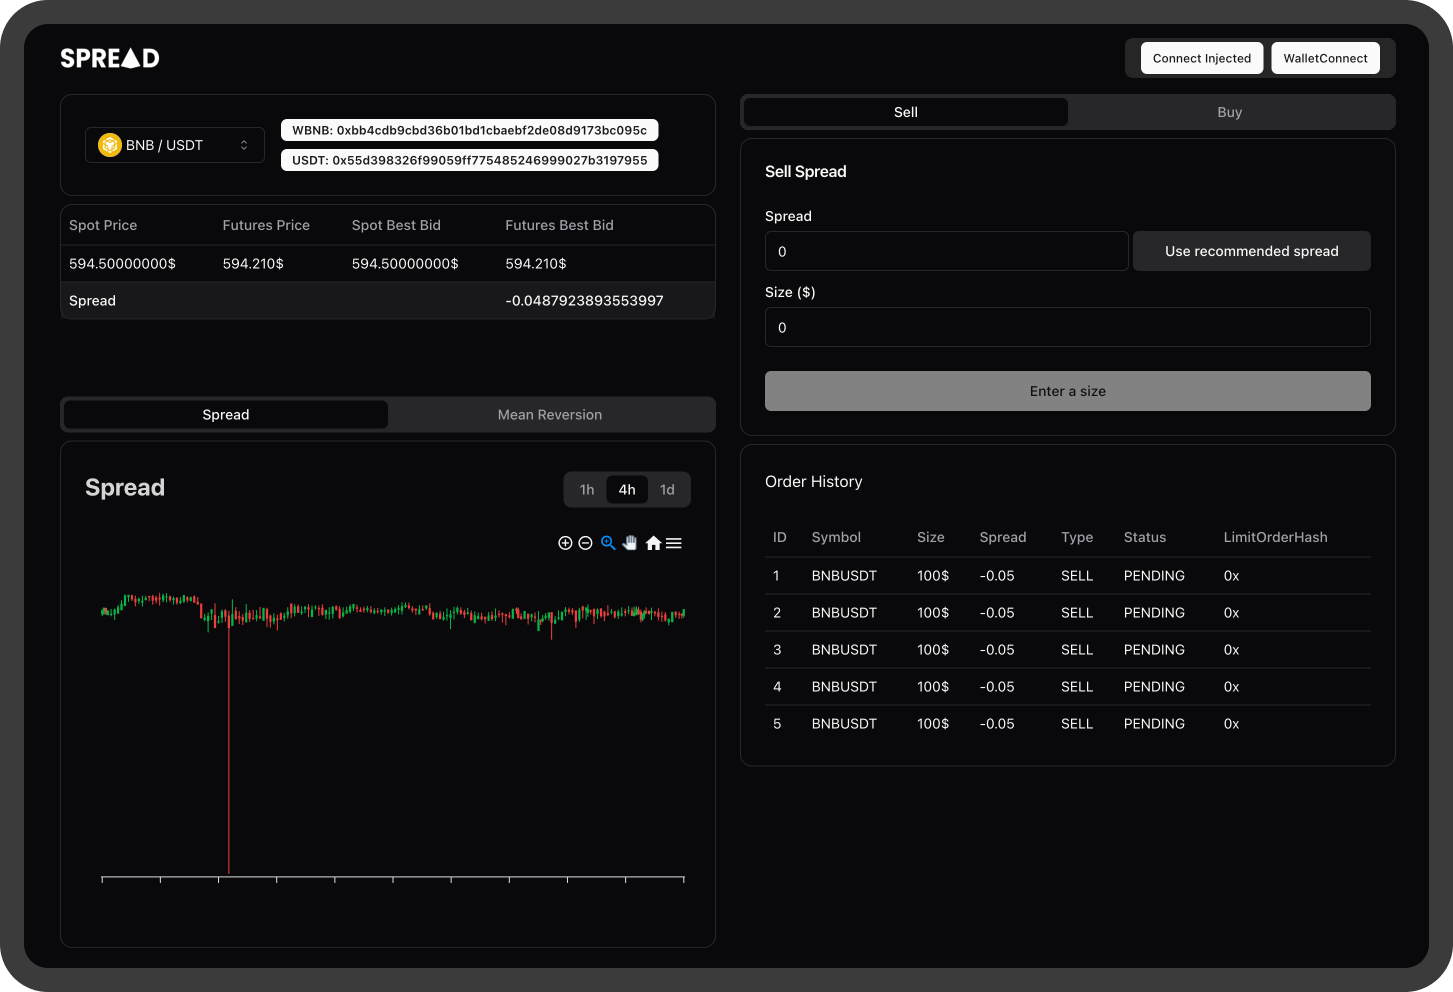 SPREAD
Connect Injected
WalletConnect
BNB / USDT
WBNB: 0xbb4cdb9cbd36b01bd1cbaebf2de08d9173bc095c
USDT: 0x55d398326f99059ff775485246999027b3197955
Spot Price Futures Price Spot Best Bid Futures Best Bid
594.50000000$ 594.210$ 594.50000000$ 594.210$
Spread -0.0487923893553997
Spread Mean Reversion
Spread
1h 4h 1d
Sell Buy
Sell Spread
Spread
0 Use recommended spread
Size ($)
0
Enter a size
Order History
ID Symbol Size Spread Type Status LimitOrderHash
1 BNBUSDT 100$ -0.05 SELL PENDING 0x
2 BNBUSDT 100$ -0.05 SELL PENDING 0x
3 BNBUSDT 100$ -0.05 SELL PENDING 0x
4 BNBUSDT 100$ -0.05 SELL PENDING 0x
5 BNBUSDT 100$ -0.05 SELL PENDING 0x